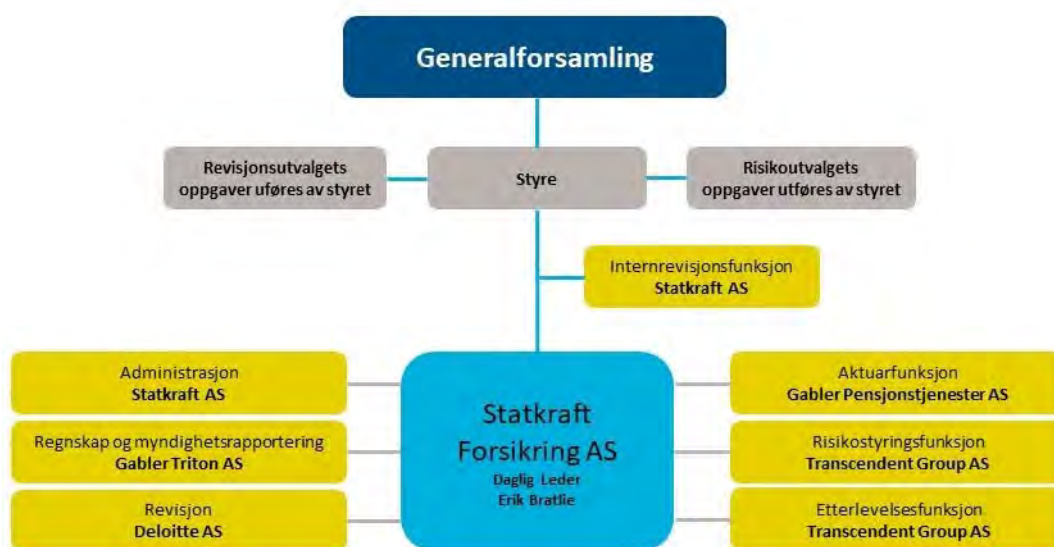 Generalforsamling
Revisjonsutvalgets
oppgaver uføres av styret
Styre
Risikoutvalgets
oppgaver utføres av styret
Internrevisjonsfunksjon
Statkraft AS
Administrasjon
Statkraft AS
Regnskap og myndighetsrapportering
Gabler Triton AS
Revisjon
Deloitte AS
Statkraft
Forsikring AS
Daglig Leder
Erik Bratlie
Aktuarfunksjon
Gabler Pensjonstjenester AS
Risikostyringsfunksjon
Transcendent Group AS
Etterlevelsesfunksjon
Transcendent Group AS